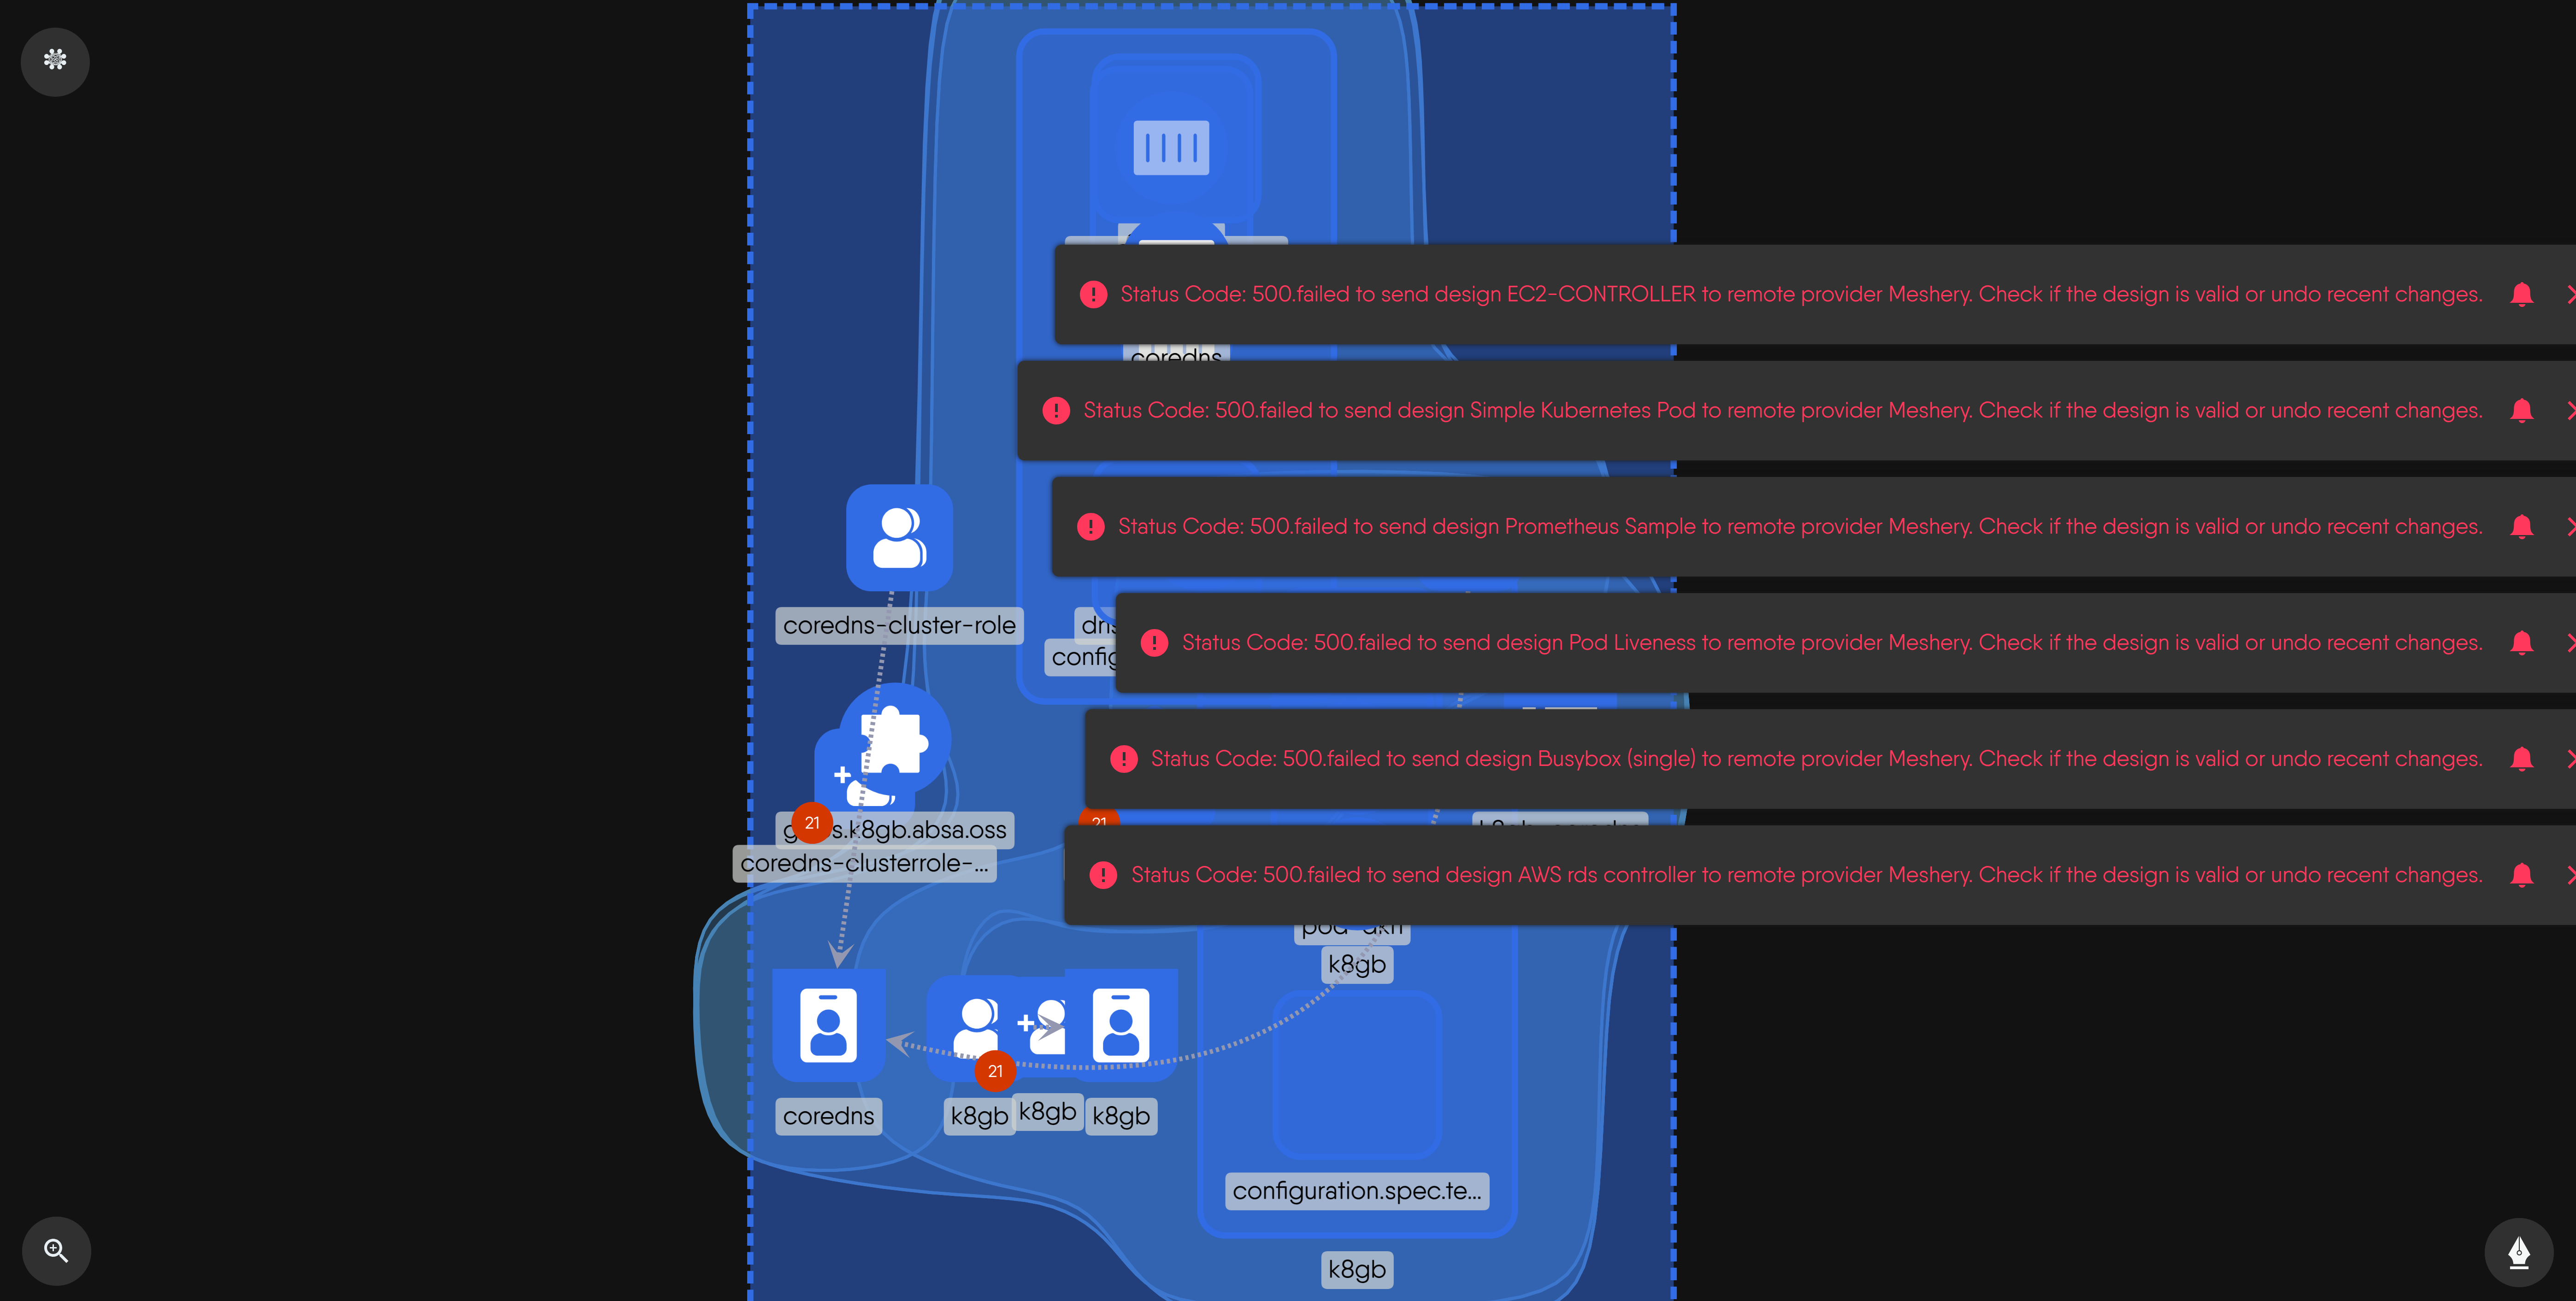 Status Code: 500.failed to send design EC2-CONTROLLER to remote provider Meshery. Check if the design is valid or undo recent changes.
coredns
Status Code: 500.failed to send design Simple Kubernetes Pod to remote provider Meshery. Check if the design is valid or undo recent changes.
Status Code: 500.failed to send design Prometheus Sample to remote provider Meshery. Check if the design is valid or undo recent changes.
coredns-cluster-role
Status Code: 500.failed to send design Pod Liveness to remote provider Meshery. Check if the design is valid or undo recent changes.
Status Code: 500.failed to send design Busybox (single) to remote provider Meshery. Check if the design is valid or undo recent changes.
21
21
s.k8gb.absa.oss
coredns-clusterrole-...
Status Code: 500.failed to send design AWS rds controller to remote provider Meshery. Check if the design is valid or undo recent changes.
k8gb
21
coredns
k8gb
k8gb
k8gb
configuration.spec.te...
k8gb